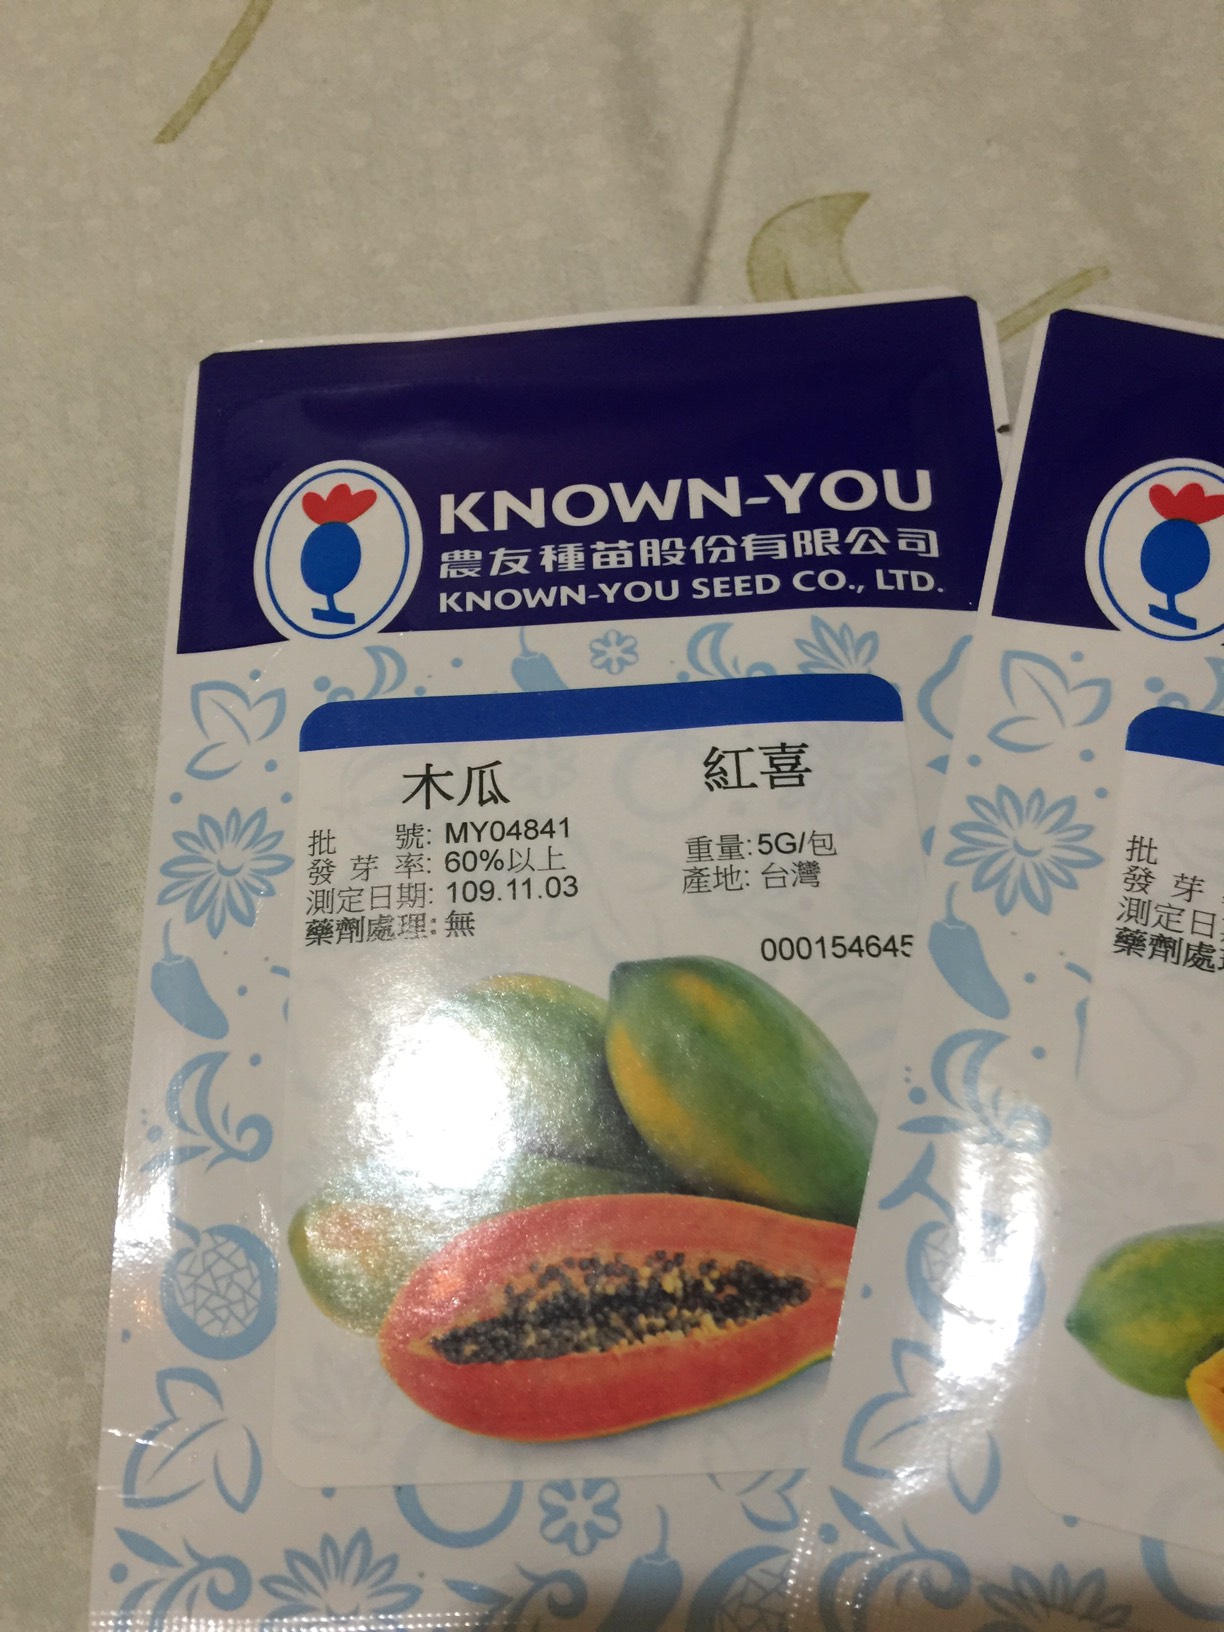 KNOWN-YOU
農友種苗股份有限公司
KNOWN-YOU SEED CO., LTD.
木瓜 紅喜
批 號: MY04841
發芽率: 60%以上
測定日期: 109.11.03
藥劑處理: 無
重量: 5G/包
產地: 台灣
000154645
批
發芽
測定日
藥劑處